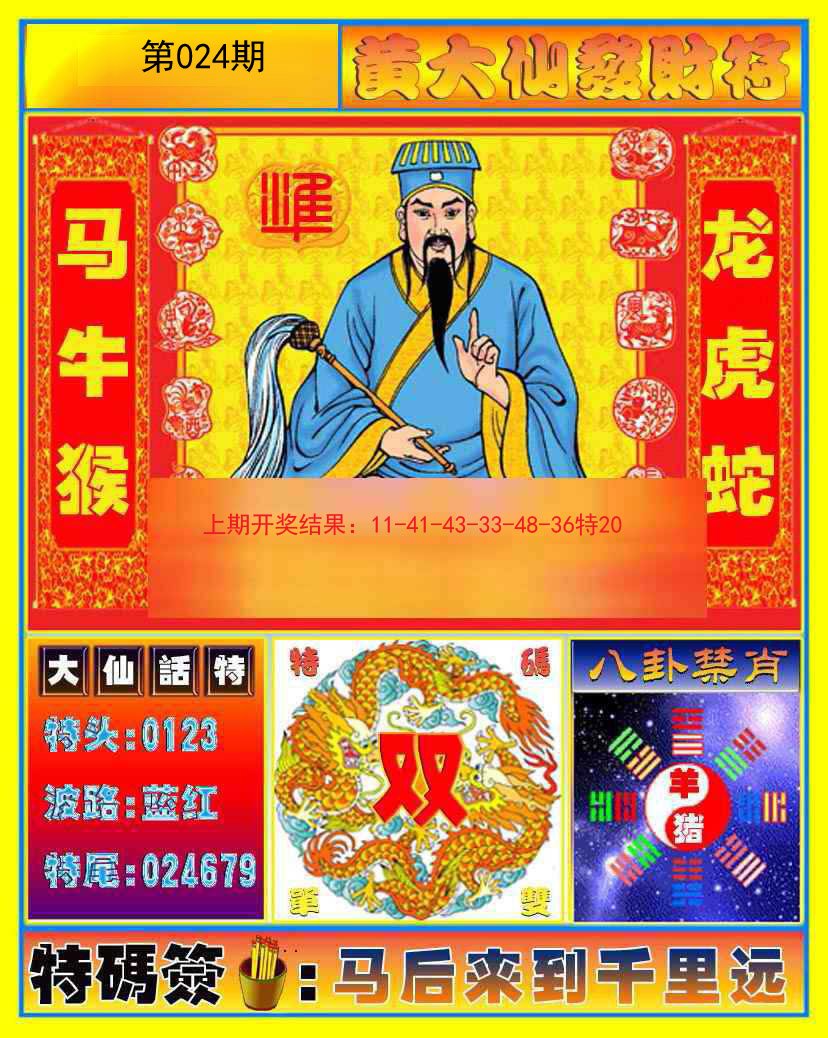 第024期
黄大仙發財符
马牛猴
龙虎蛇
上期开奖结果：11-41-43-33-48-36特20
大仙話特
特头:0123
波路:蓝红
特尾:024679
特碼
双
單雙
八卦禁肖
羊
猪
特碼簽:马后来到千里远